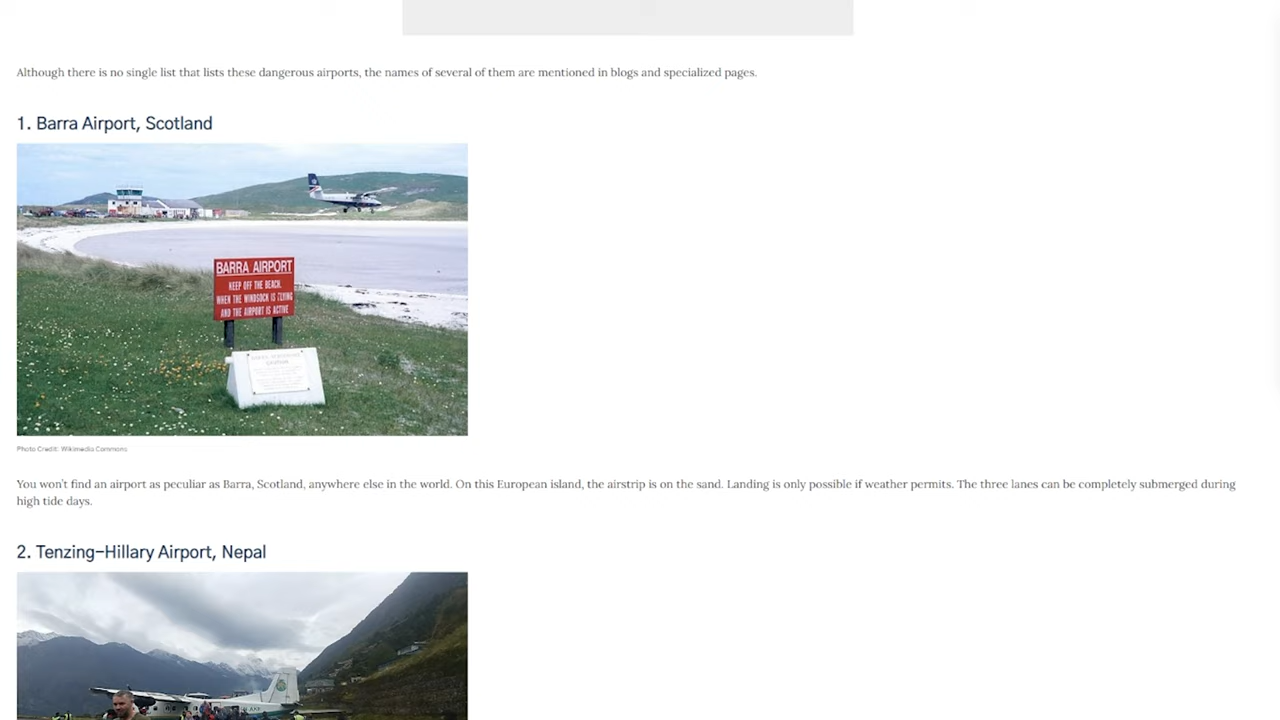 Although there is no single list that lists these dangerous airports, the names of several of them are mentioned in blogs and specialized pages.
1. Barra Airport, Scotland
BARRA AIRPORT
KEEP OFF THE BEACH.
WHEN THE WINDSOCK IS FLYING
AND THE AIRPORT IS ACTIVE
Photo Credit: Wikimedia Commons
You won't find an airport as peculiar as Barra, Scotland, anywhere else in the world. On this European island, the airstrip is on the sand. Landing is only possible if weather permits. The three lanes can be completely submerged during
high tide days.
2. Tenzing-Hillary Airport, Nepal